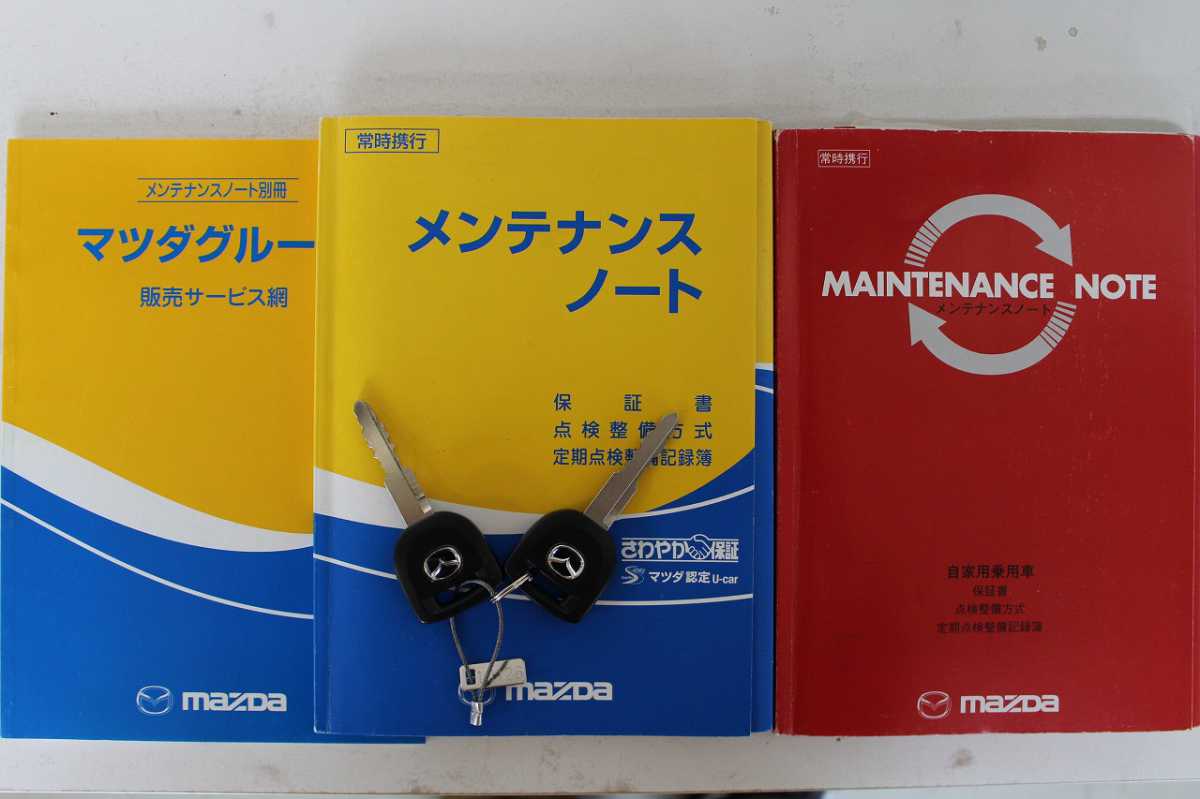 メンテナンスノート別冊
マツダグルー
販売サービス網
mazda
常時携行
メンテナンス
ノート
保証書
点検整備方式
定期点検整備記録簿
さわやか保証
マツダ認定U-car
mazda
常時携行
MAINTENANCE NOTE
メンテナンスノート
自家用乗用車
保証書
点検整備方式
定期点検整備記録簿
mazda